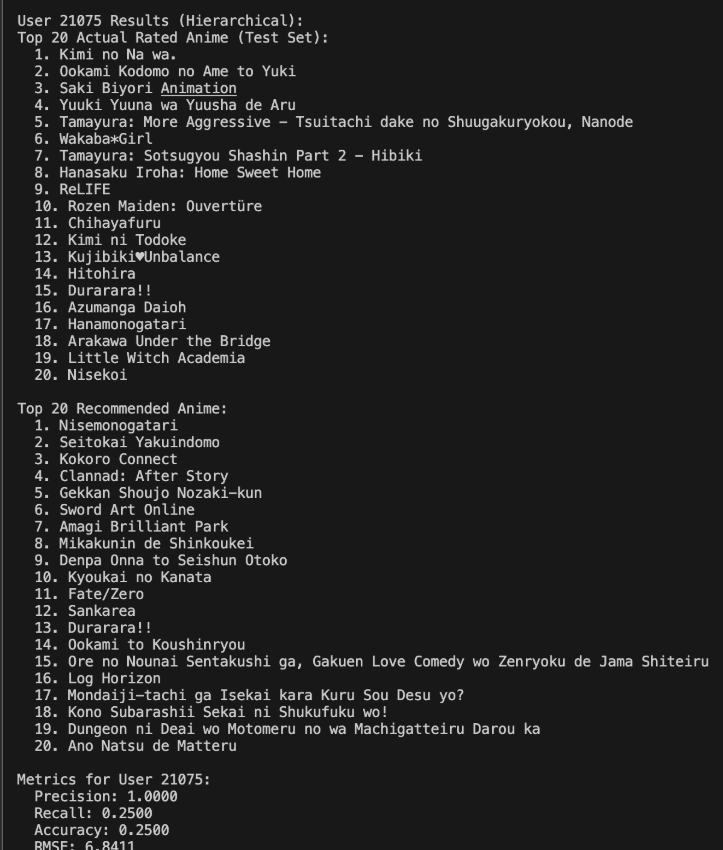 User 21075 Results (Hierarchical):
Top 20 Actual Rated Anime (Test Set):
1. Kimi no Na wa.
2. Ookami Kodomo no Ame to Yuki
3. Saki Biyori Animation
4. Yuuki Yuuna wa Yuusha de Aru
5. Tamayura: More Aggressive - Tsuitachi dake no Shuugakuryokou, Nanode
6. Wakaba*Girl
7. Tamayura: Sotsugyou Shashin Part 2 - Hibiki
8. Hanasaku Iroha: Home Sweet Home
9. ReLIFE
10. Rozen Maiden: Ouvertüre
11. Chihayafuru
12. Kimi ni Todoke
13. Kujibiki♥Unbalance
14. Hitohira
15. Durarara!!
16. Azumanga Daioh
17. Hanamonogatari
18. Arakawa Under the Bridge
19. Little Witch Academia
20. Nisekoi
Top 20 Recommended Anime:
1. Nisemonogatari
2. Seitokai Yakuindomo
3. Kokoro Connect
4. Clannad: After Story
5. Gekkan Shoujo Nozaki-kun
6. Sword Art Online
7. Amagi Brilliant Park
8. Mikakunin de Shinkoukei
9. Denpa Onna to Seishun Otoko
10. Kyoukai no Kanata
11. Fate/Zero
12. Sankarea
13. Durarara!!
14. Ookami to Koushinryou
15. Ore no Nounai Sentakushi ga, Gakuen Love Comedy wo Zenryoku de Jama Shiteiru
16. Log Horizon
17. Mondaiji-tachi ga Isekai kara Kuru Sou Desu yo?
18. Kono Subarashii Sekai ni Shukufuku wo!
19. Dungeon ni Deai wo Motomeru no wa Machigatteiru Darou ka
20. Ano Natsu de Matteru
Metrics for User 21075:
Precision: 1.0000
Recall: 0.2500
Accuracy: 0.2500
RMSE: 6.8411